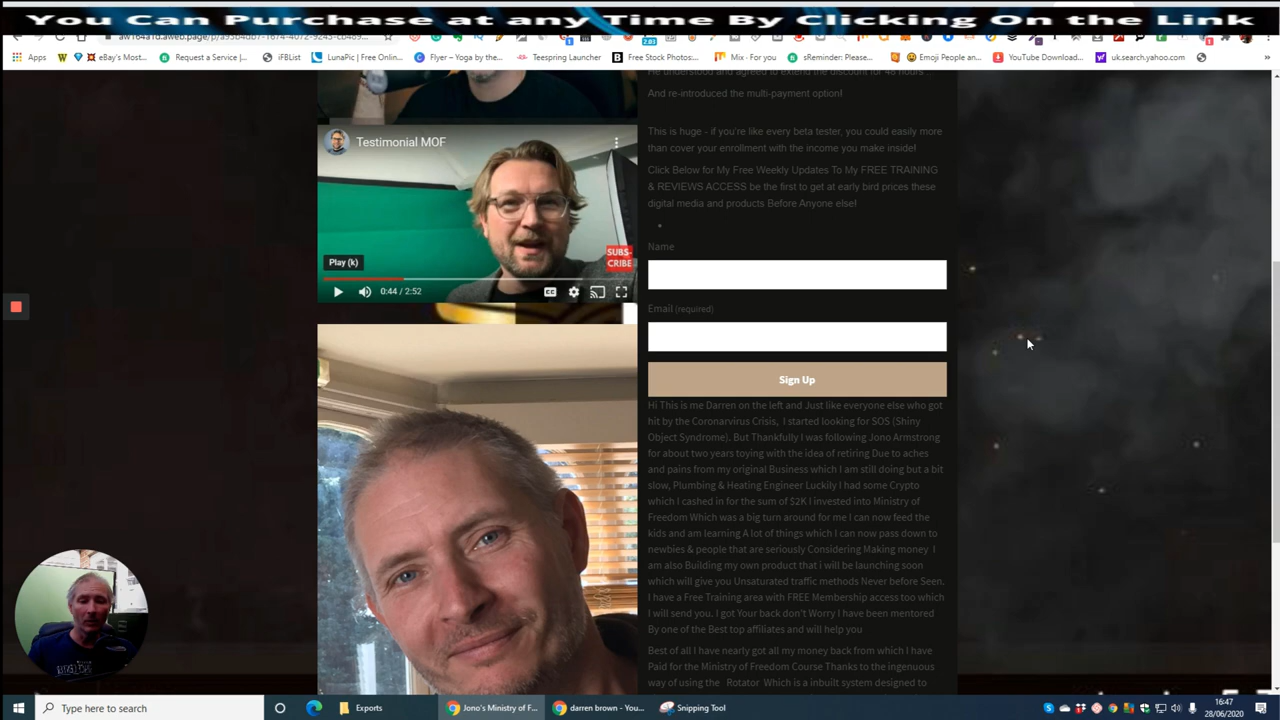 You Can Purchase at any Time By Clicking On the Link
Apps
eBay's Most...
Request a Service |...
iFBList
LunaPic | Free Onlin...
Flyer – Yoga by the...
Teespring Launcher
Free Stock Photos:...
Mix · For you
sReminder: Please...
Emoji People an...
YouTube Download...
uk.search.yahoo.com
»
He understood and agreed to extend the discount for 48 hours...
And re-introduced the multi-payment option!
This is huge - if you're like every beta tester, you could easily more
than cover your enrollment with the income you make inside!
Click Below for My Free Weekly Updates To My FREE TRAINING
& REVIEWS ACCESS be the first to get at early bird prices these
digital media and products Before Anyone else!
Testimonial MOF
SUBS-
CRIBE
Play (k)
0:44 / 2:52
Name
Email (required)
Sign Up
Hi This is me Darren on the left and Just like everyone else who got
hit by the Coronarvirus Crisis, I started looking for SOS (Shiny
Object Syndrome). But Thankfully I was following Jono Armstrong
for about two years toying with the idea of retiring Due to aches
and pains from my original Business which I am still doing but a bit
slow, Plumbing & Heating Engineer Luckily I had some Crypto
which I cashed in for the sum of $2K I invested into Ministry of
Freedom Which was a big turn around for me I can now feed the
kids and am learning A lot of things which I can now pass down to
newbies & people that are seriously Considering Making money I
am also Building my own product that i will be launching soon
which will give you Unsaturated traffic methods Never before Seen.
I have a Free Training area with FREE Membership access too which
I will send you. I got Your back don't Worry I have been mentored
By one of the Best top affiliates and will help you
Best of all I have nearly got all my money back from which I have
Paid for the Ministry of Freedom Course Thanks to the ingenuous
way of using the Rotator Which is a inbuilt system designed to
Type here to search
Exports
Jono's Ministry of F...
darren brown - You...
Snipping Tool
16:47
28/06/2020